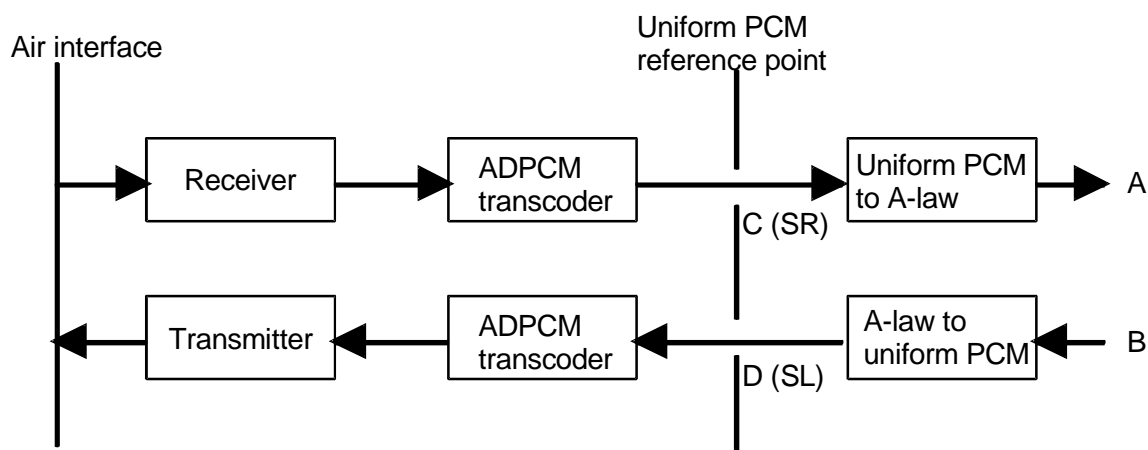 Air interface
Uniform PCM
reference point
Receiver
ADPCM
transcoder
Uniform PCM
to A-law
A
C (SR)
Transmitter
ADPCM
transcoder
A-law to
uniform PCM
B
D (SL)